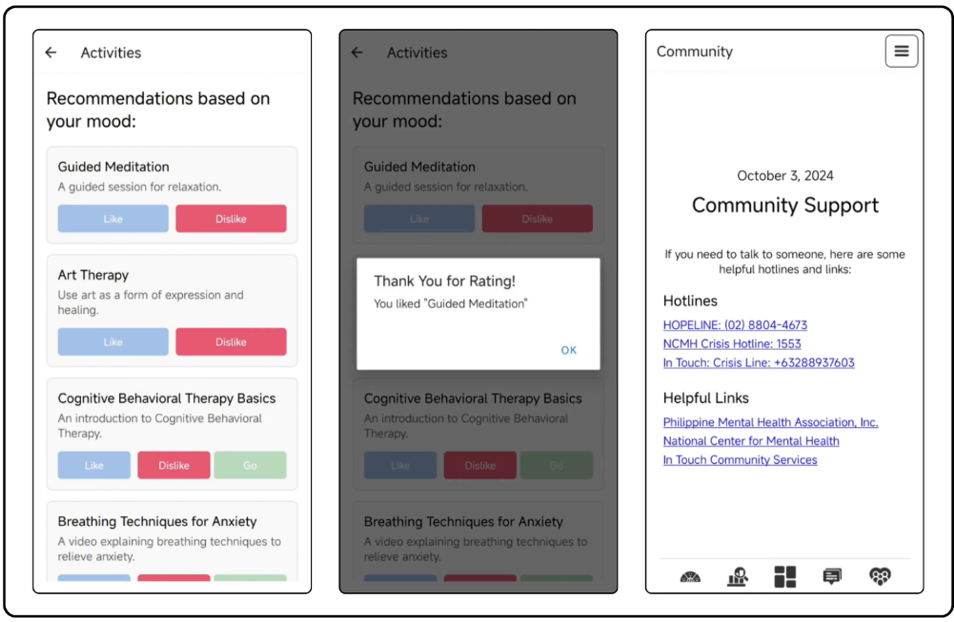 Activities
Recommendations based on
your mood:
Guided Meditation
A guided session for relaxation.
Like Dislike
Art Therapy
Use art as a form of expression and
healing.
Like Dislike
Cognitive Behavioral Therapy Basics
An introduction to Cognitive Behavioral
Therapy.
Like Dislike Go
Breathing Techniques for Anxiety
A video explaining breathing techniques to
relieve anxiety.
Activities
Recommendations based on
your mood:
Guided Meditation
A guided session for relaxation.
Like Dislike
Thank You for Rating!
You liked "Guided Meditation"
OK
Cognitive Behavioral Therapy Basics
An introduction to Cognitive Behavioral
Therapy.
Like Dislike Go
Breathing Techniques for Anxiety
A video explaining breathing techniques to
relieve anxiety.
Community
October 3, 2024
Community Support
If you need to talk to someone, here are some
helpful hotlines and links:
Hotlines
HOPELINE: (02) 8804-4673
NCMH Crisis Hotline: 1553
In Touch: Crisis Line: +63288937603
Helpful Links
Philippine Mental Health Association, Inc.
National Center for Mental Health
In Touch Community Services